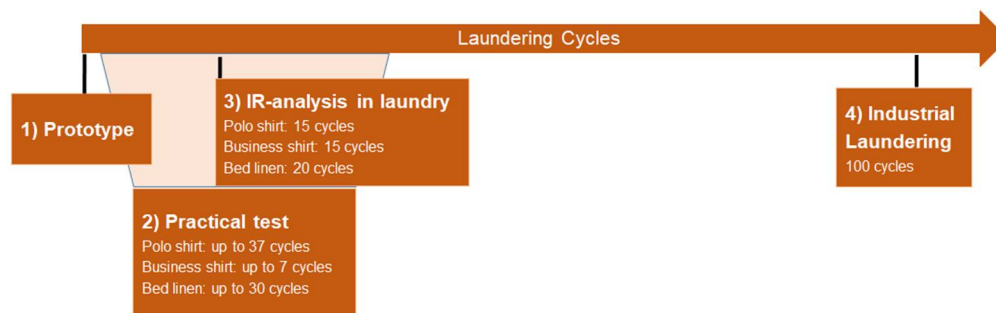 Laundering Cycles
1) Prototype
3) IR-analysis in laundry
Polo shirt: 15 cycles
Business shirt: 15 cycles
Bed linen: 20 cycles
4) Industrial
Laundering
100 cycles
2) Practical test
Polo shirt: up to 37 cycles
Business shirt: up to 7 cycles
Bed linen: up to 30 cycles